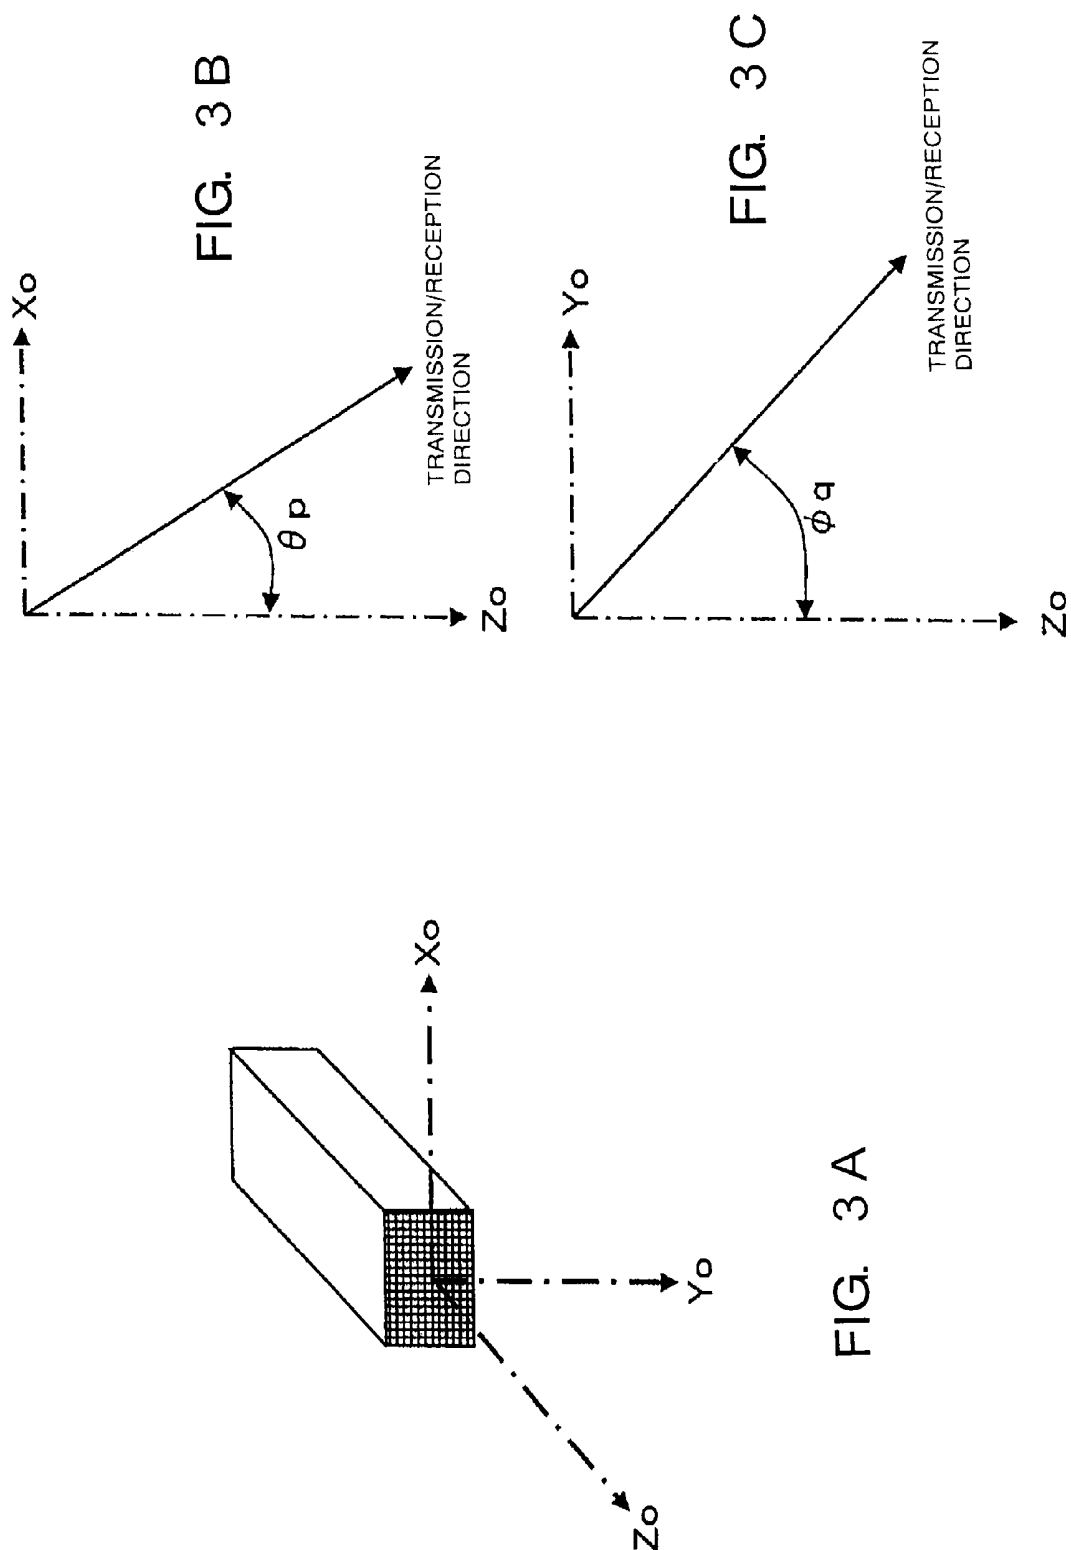 Xo
FIG. 3 B
θp
TRANSMISSION/RECEPTION
DIRECTION
Zo
Yo
FIG. 3 C
φq
TRANSMISSION/RECEPTION
DIRECTION
Zo
Xo
Yo
Zo
FIG. 3 A